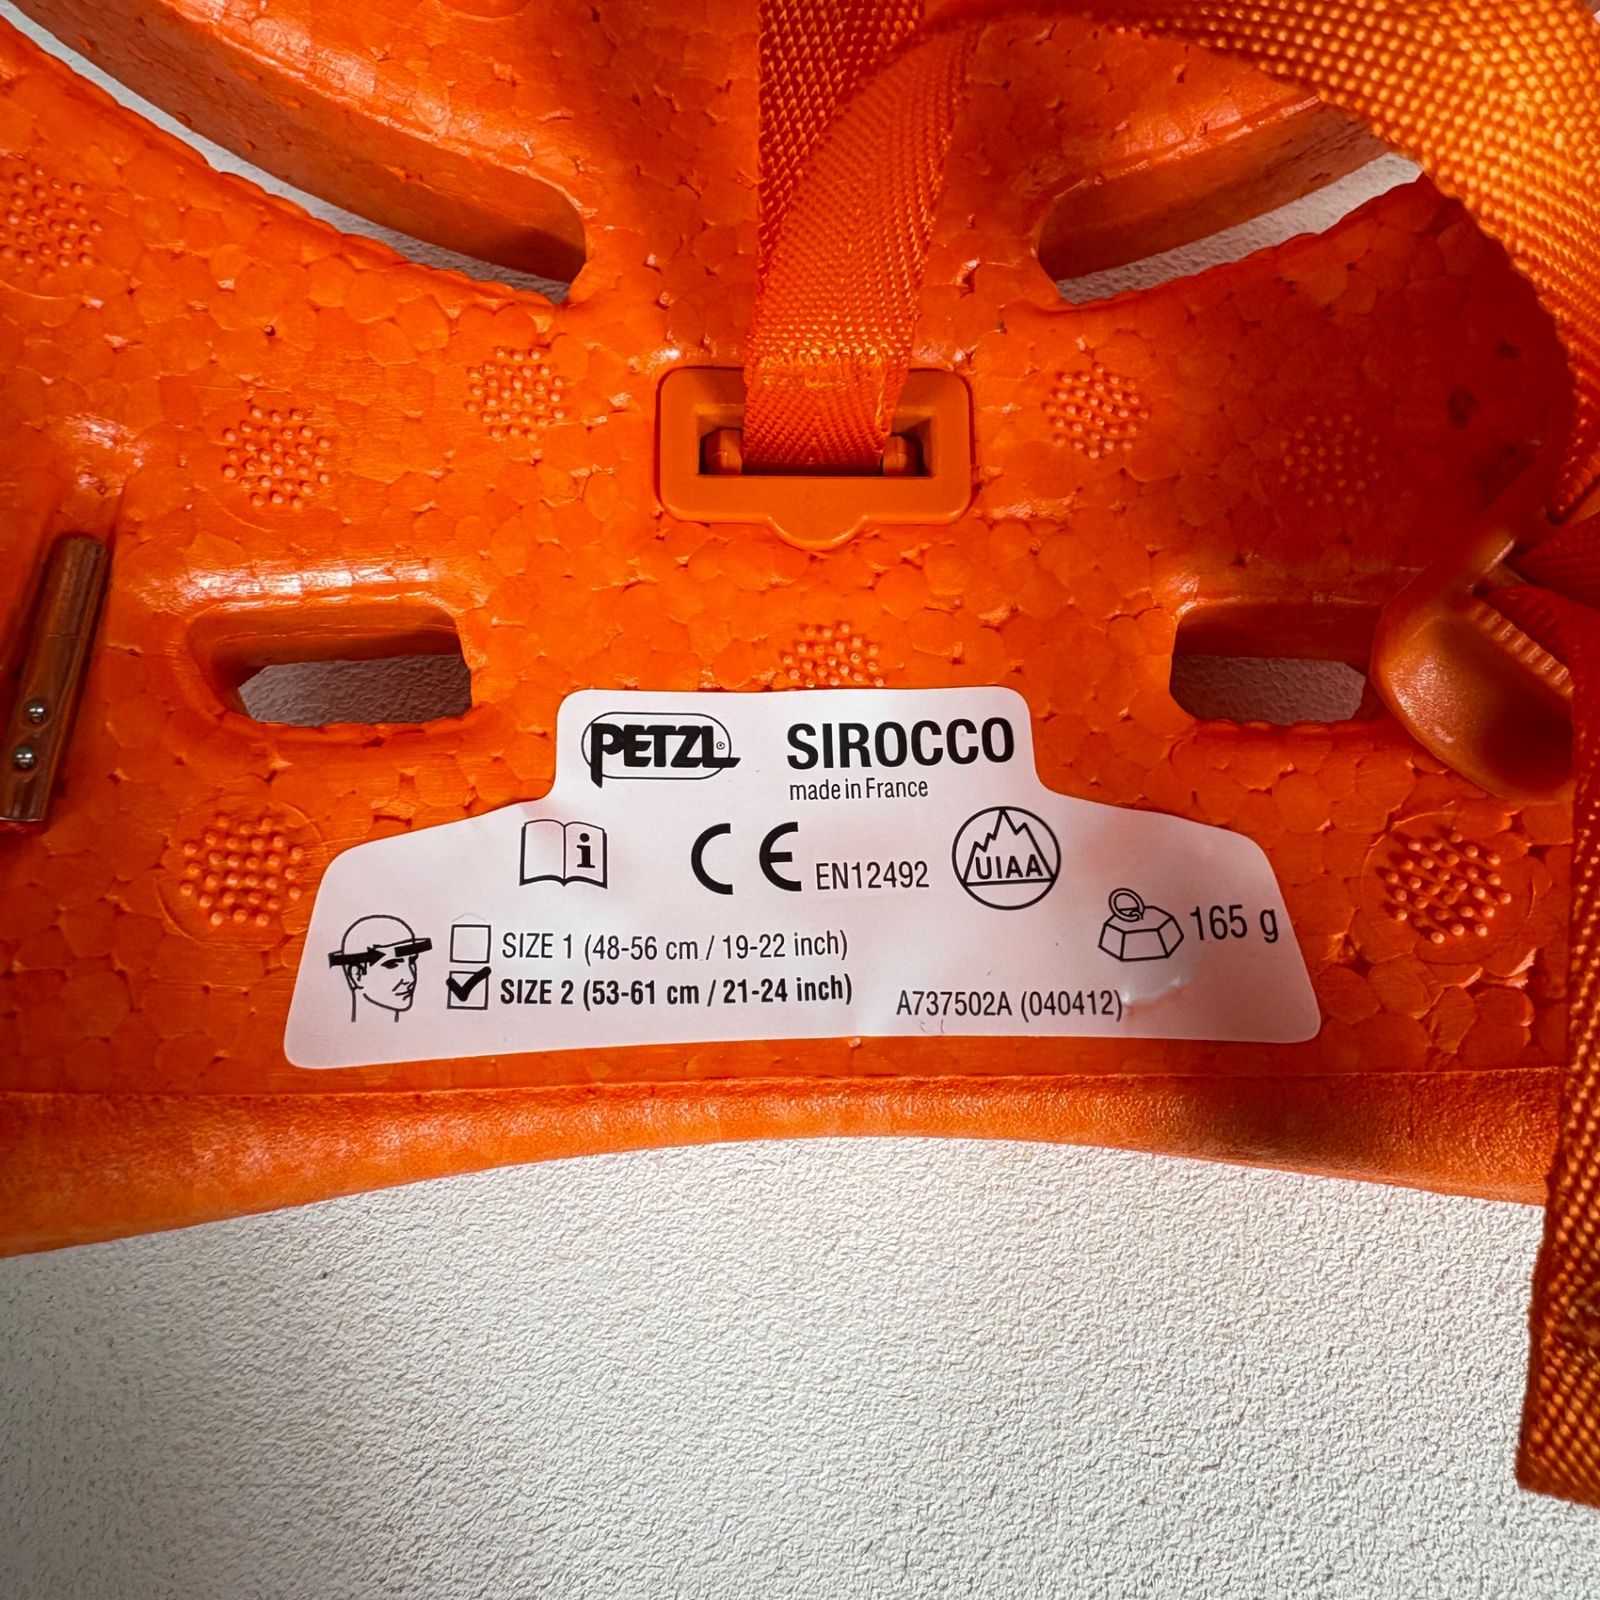 PETZL® SIROCCO
made in France
i
CE EN12492 UIAA
165 g
SIZE 1 (48-56 cm / 19-22 inch)
SIZE 2 (53-61 cm / 21-24 inch)
A737502A (040412)